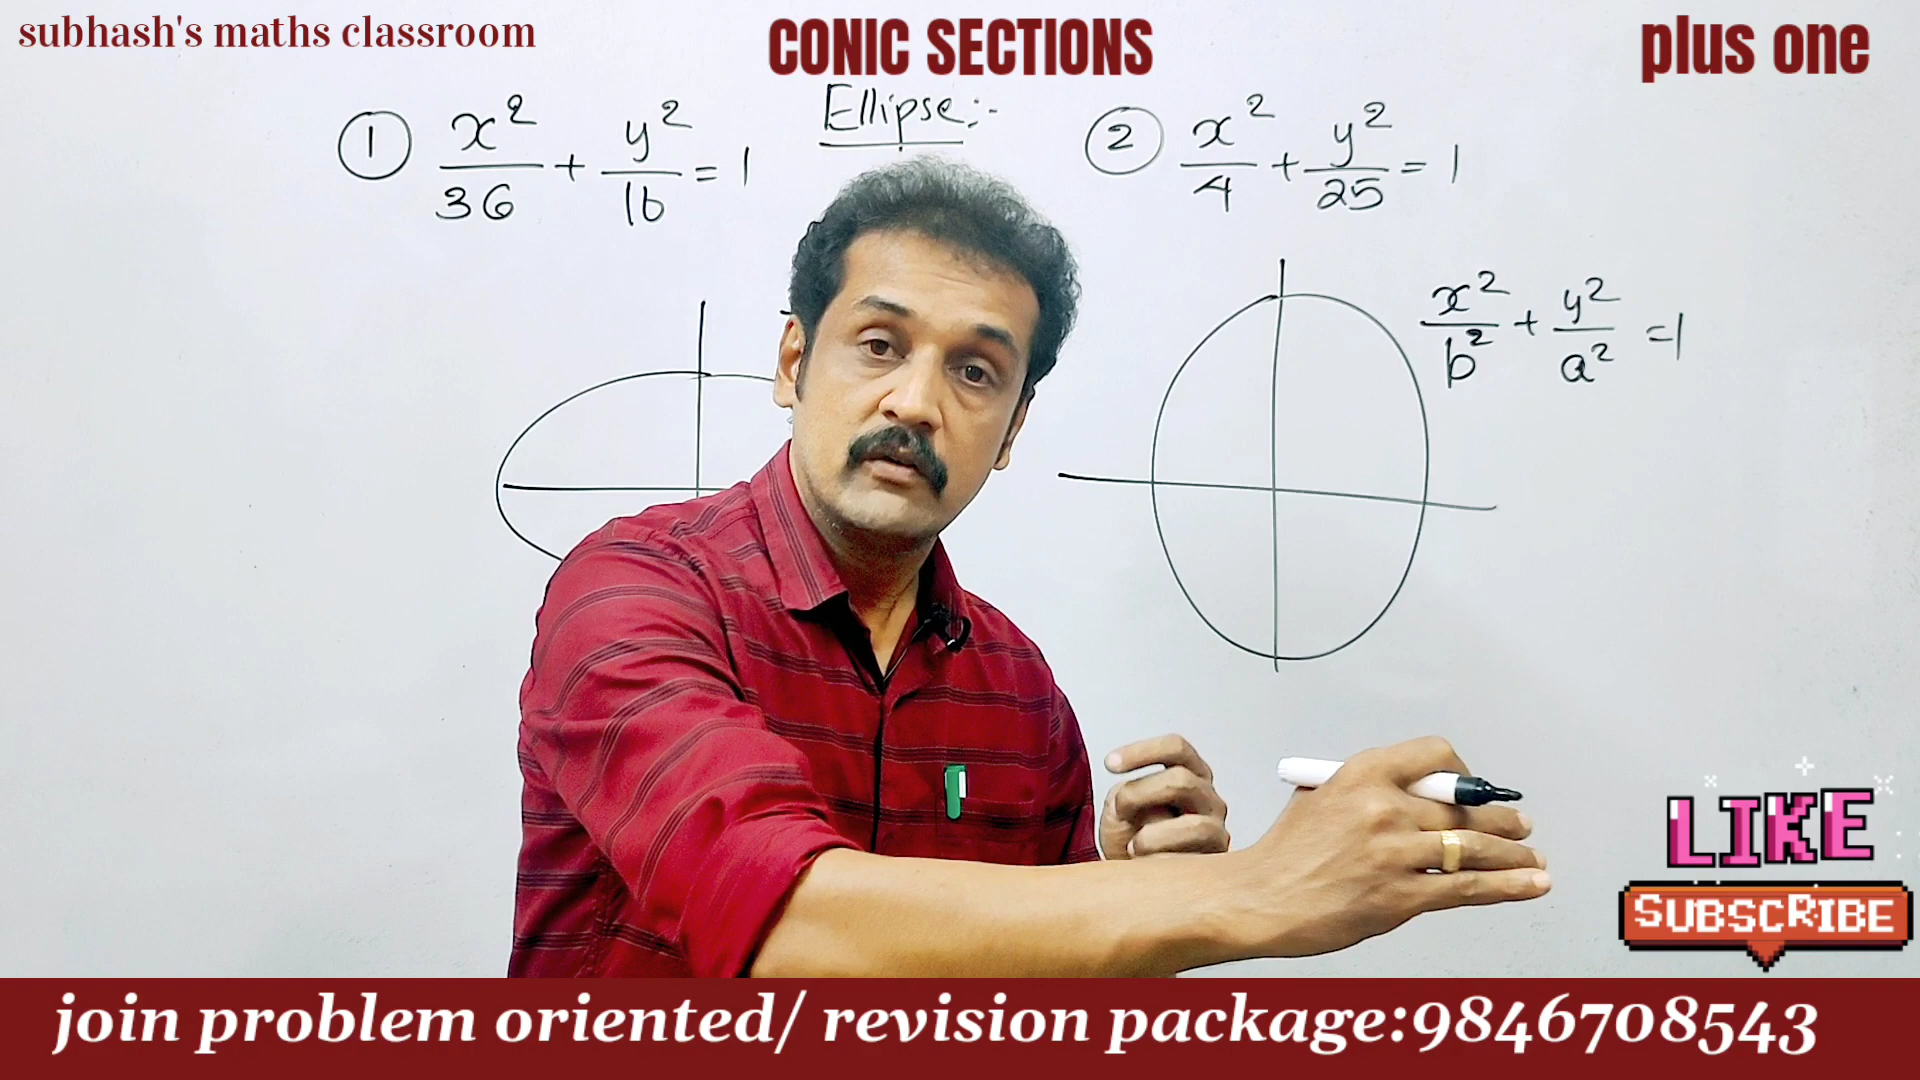 subhash's maths classroom
CONIC SECTIONS
plus one
Ellipse:-
① x²/36 + y²/16 = 1
② x²/4 + y²/25 = 1
x²/b² + y²/a² = 1
LIKE
SUBSCRIBE
join problem oriented/ revision package:9846708543